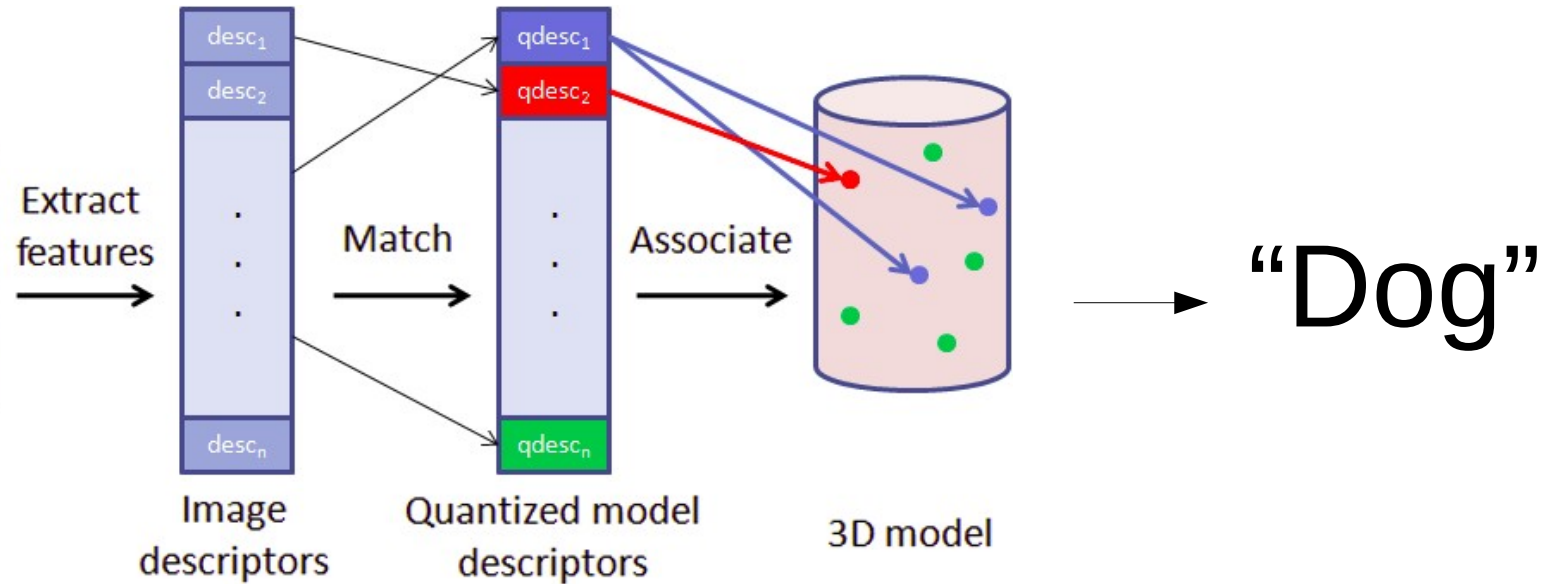 Extract
features
desc₁
desc₂
.
.
.
descₙ
Image
descriptors
Match
qdesc₁
qdesc₂
.
.
.
qdescₙ
Quantized model
descriptors
Associate
3D model
“Dog”